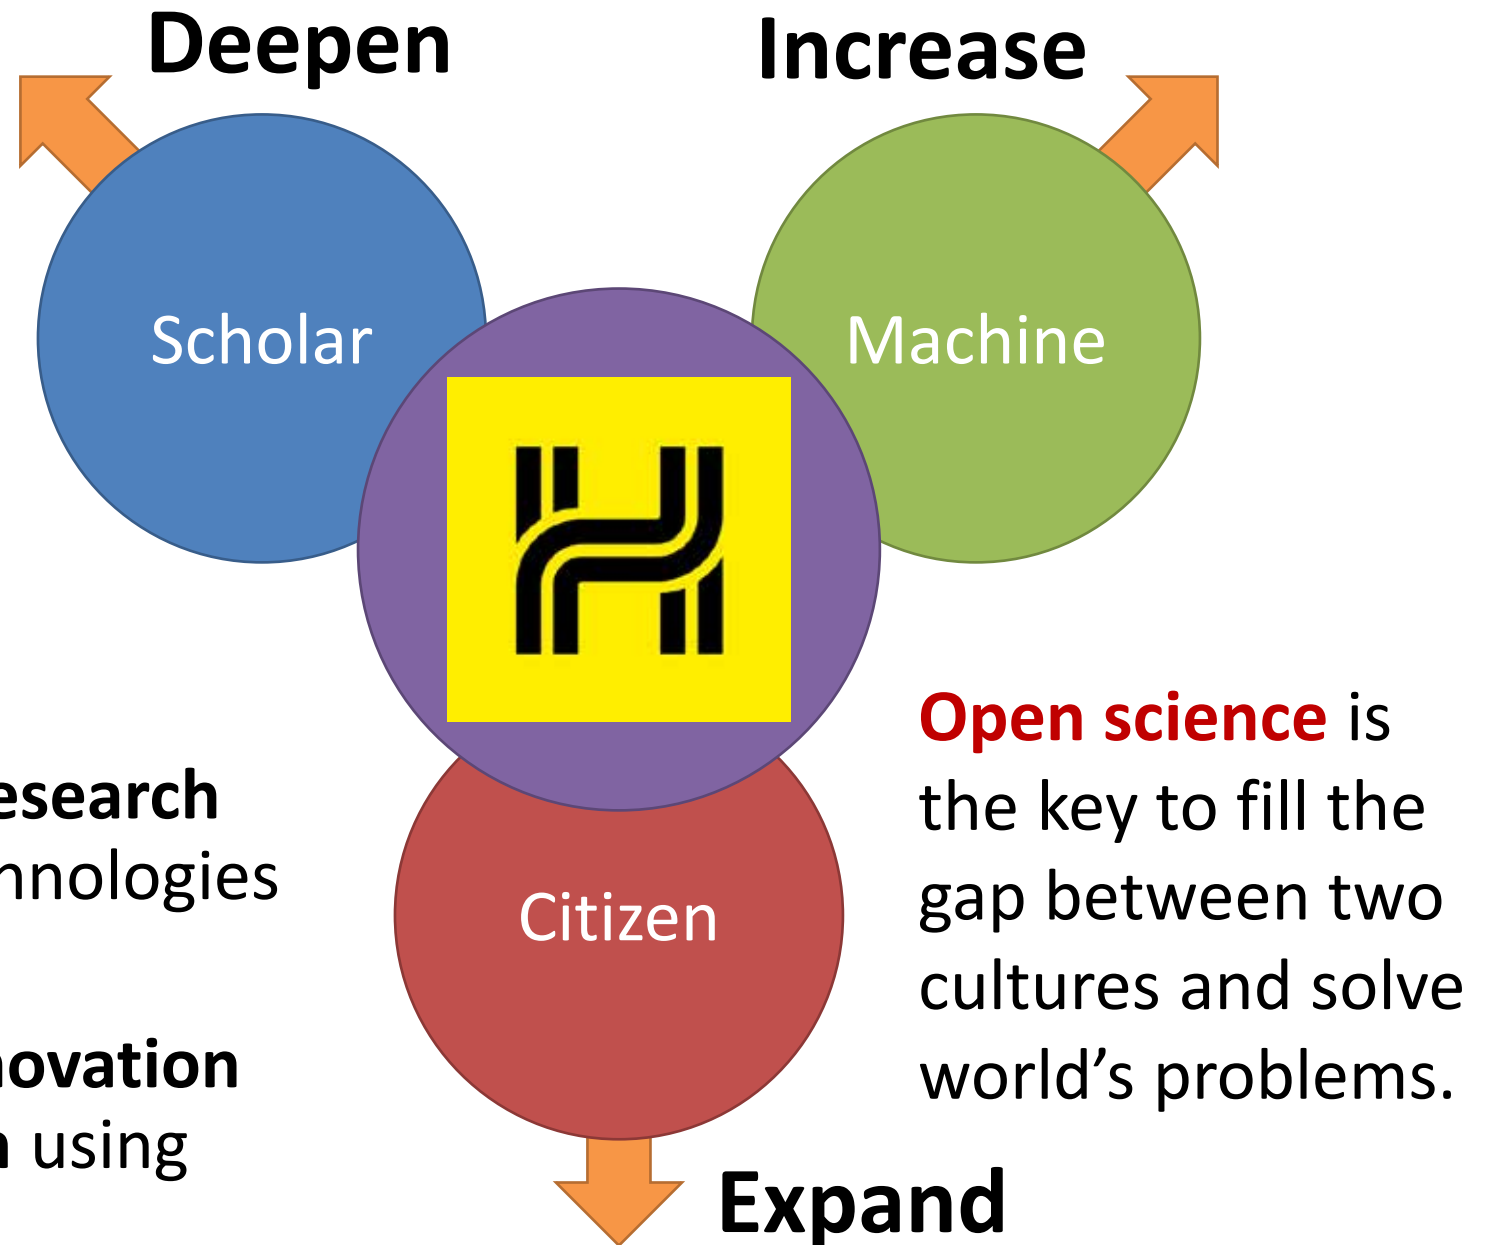 Deepen
Increase
Scholar
Machine
H
Open science is
the key to fill the
gap between two
cultures and solve
world's problems.
esearch
hnologies
Citizen
novation
n using
Expand